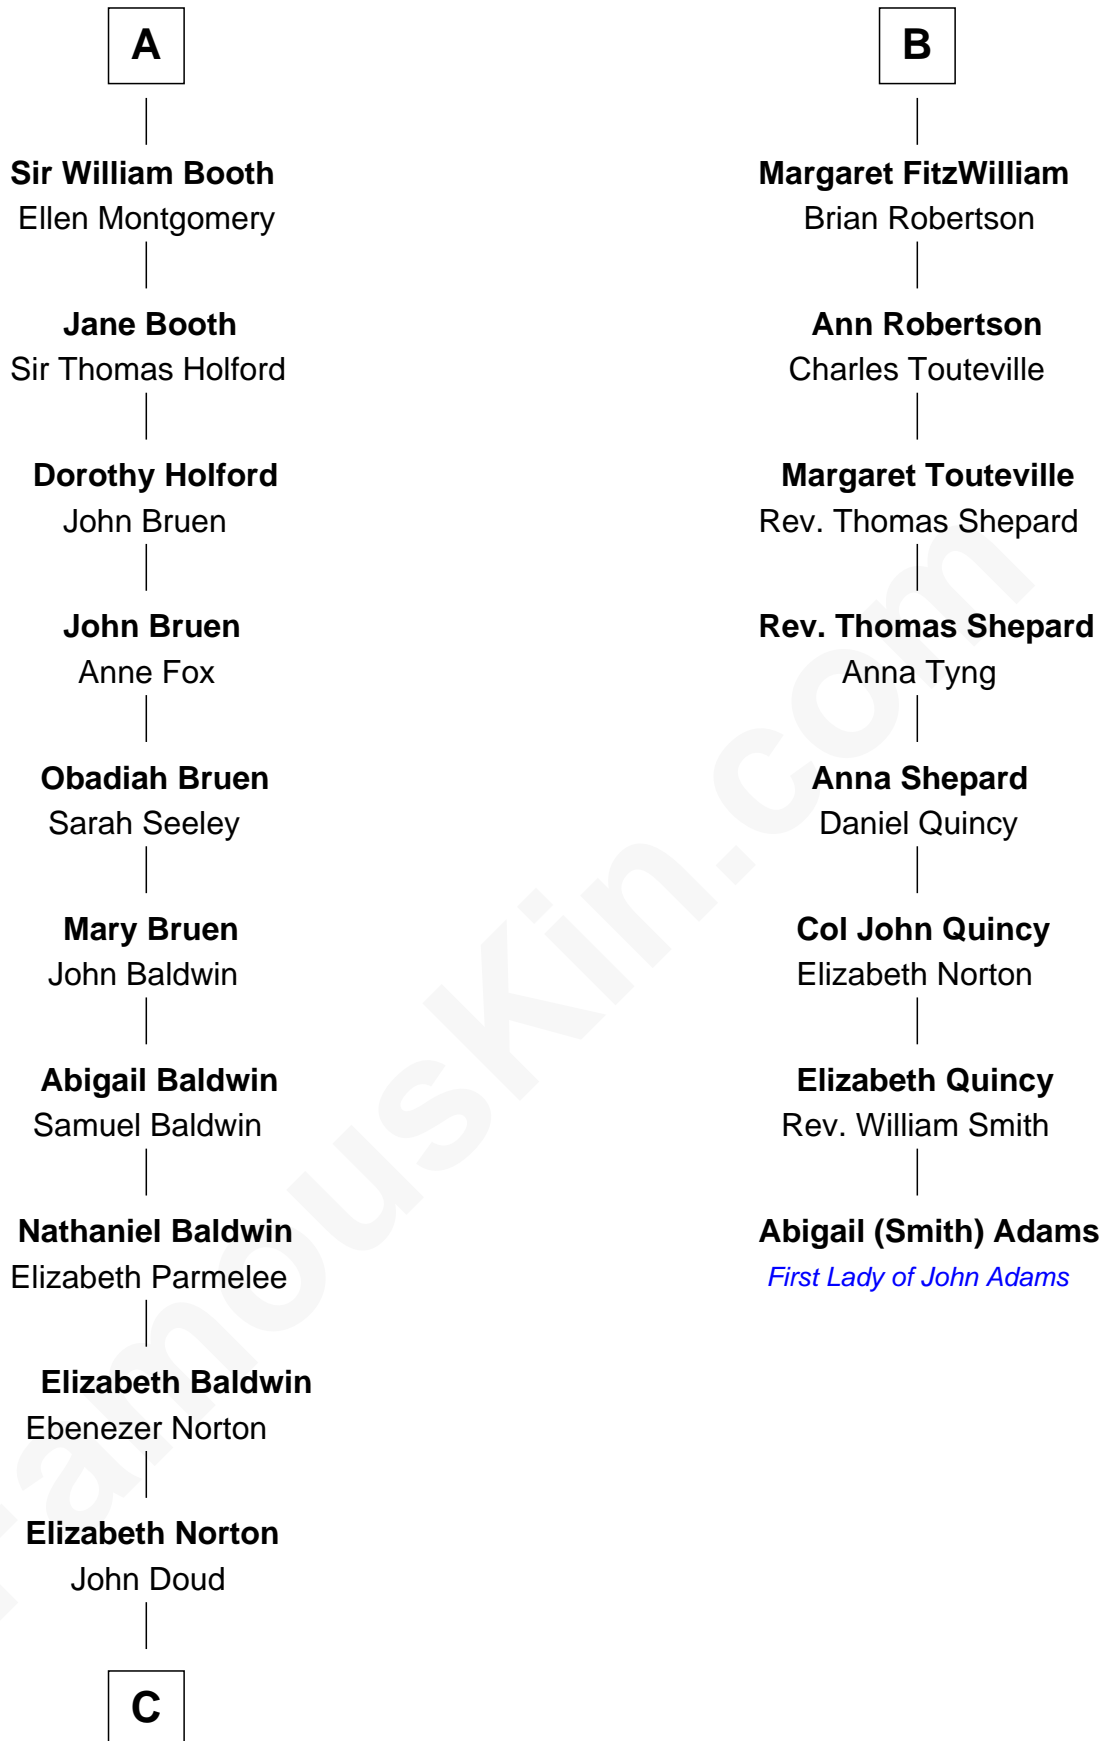 A
Sir William Booth
Ellen Montgomery
Jane Booth
Sir Thomas Holford
Dorothy Holford
John Bruen
John Bruen
Anne Fox
Obadiah Bruen
Sarah Seeley
Mary Bruen
John Baldwin
Abigail Baldwin
Samuel Baldwin
Nathaniel Baldwin
Elizabeth Parmelee
Elizabeth Baldwin
Ebenezer Norton
Elizabeth Norton
John Doud
C
B
Margaret FitzWilliam
Brian Robertson
Ann Robertson
Charles Touteville
Margaret Touteville
Rev. Thomas Shepard
Rev. Thomas Shepard
Anna Tyng
Anna Shepard
Daniel Quincy
Col John Quincy
Elizabeth Norton
Elizabeth Quincy
Rev. William Smith
Abigail (Smith) Adams
First Lady of John Adams
FamousKin.com